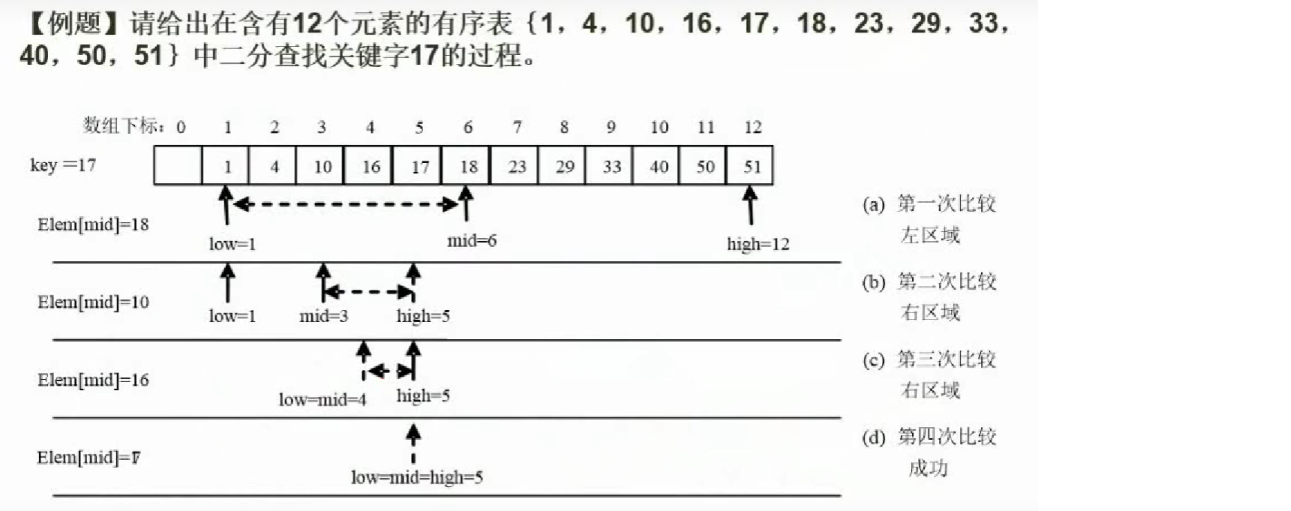 【例题】请给出在含有12个元素的有序表{1，4，10，16，17，18，23，29，33，
40，50，51}中二分查找关键字17的过程。
数组下标: 0 1 2 3 4 5 6 7 8 9 10 11 12
key =17 1 4 10 16 17 18 23 29 33 40 50 51
Elem[mid]=18 low=1 mid=6 high=12 (a) 第一次比较
左区域
Elem[mid]=10 low=1 mid=3 high=5 (b) 第二次比较
右区域
Elem[mid]=16 low=mid=4 high=5 (c) 第三次比较
右区域
Elem[mid]=17 low=mid=high=5 (d) 第四次比较
成功